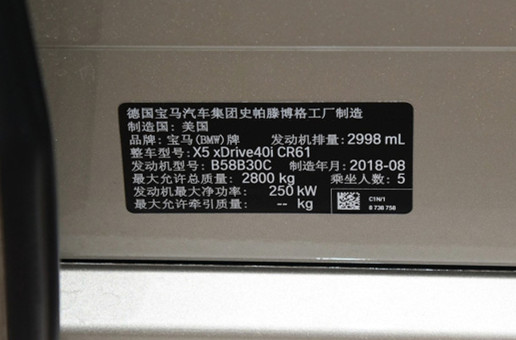 德国宝马汽车集团史帕滕博格工厂制造
制造国: 美国
品牌: 宝马(BMW)牌 发动机排量: 2998 mL
整车型号: X5 xDrive40i CR61
发动机型号: B58B30C 制造年月: 2018-08
最大允许总质量: 2800 kg 乘坐人数: 5
发动机最大净功率: 250 kW
最大允许牵引质量: -- kg
C1N/1
8 738 758